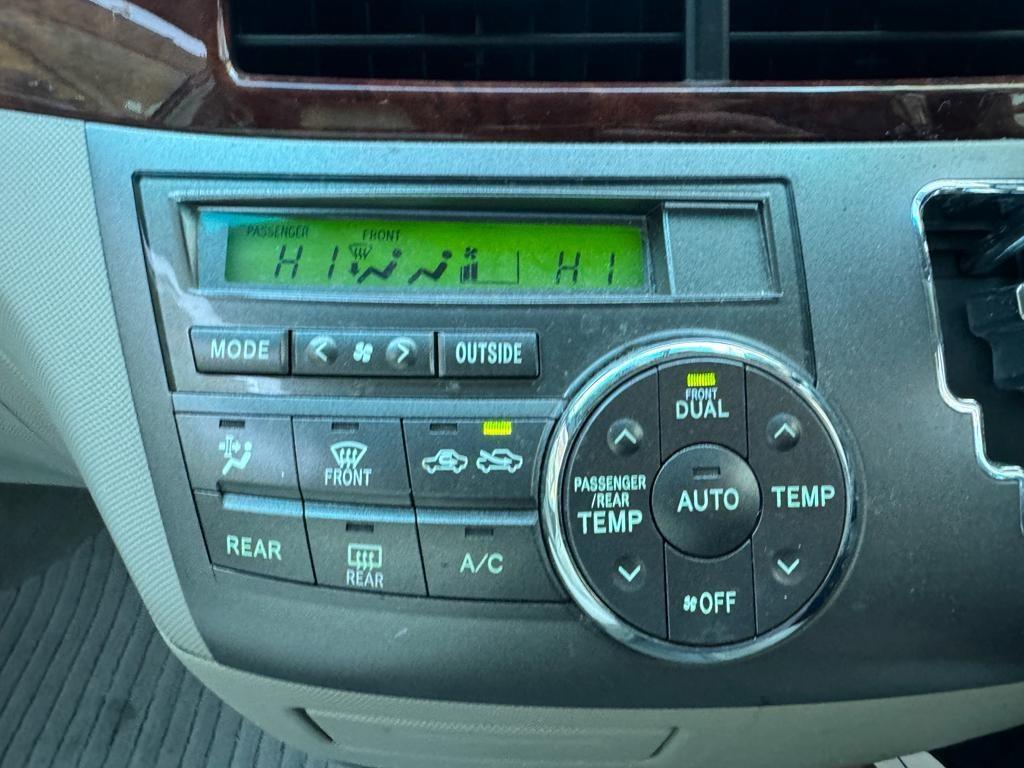 PASSENGER
FRONT
HI
HI
MODE
OUTSIDE
FRONT
DUAL
FRONT
PASSENGER
/REAR
TEMP
AUTO
TEMP
REAR
REAR
A/C
OFF